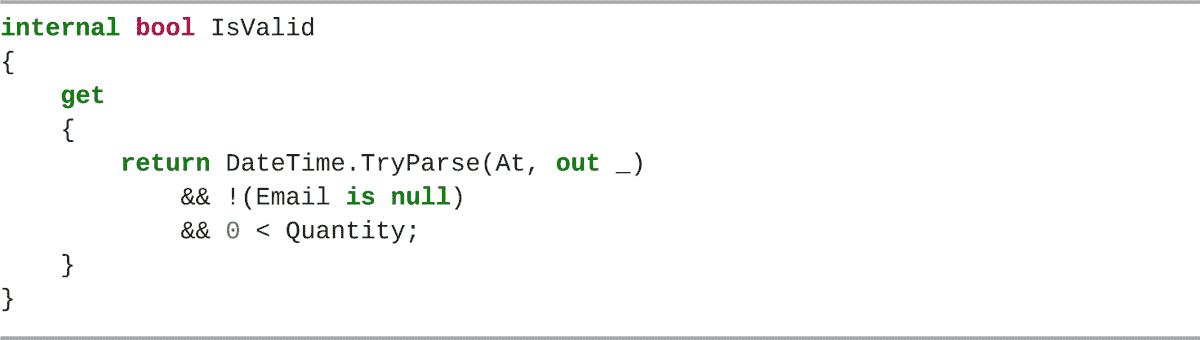 internal bool IsValid
{
    get
    {
        return DateTime.TryParse(At, out _)
            && !(Email is null)
            && 0 < Quantity;
    }
}